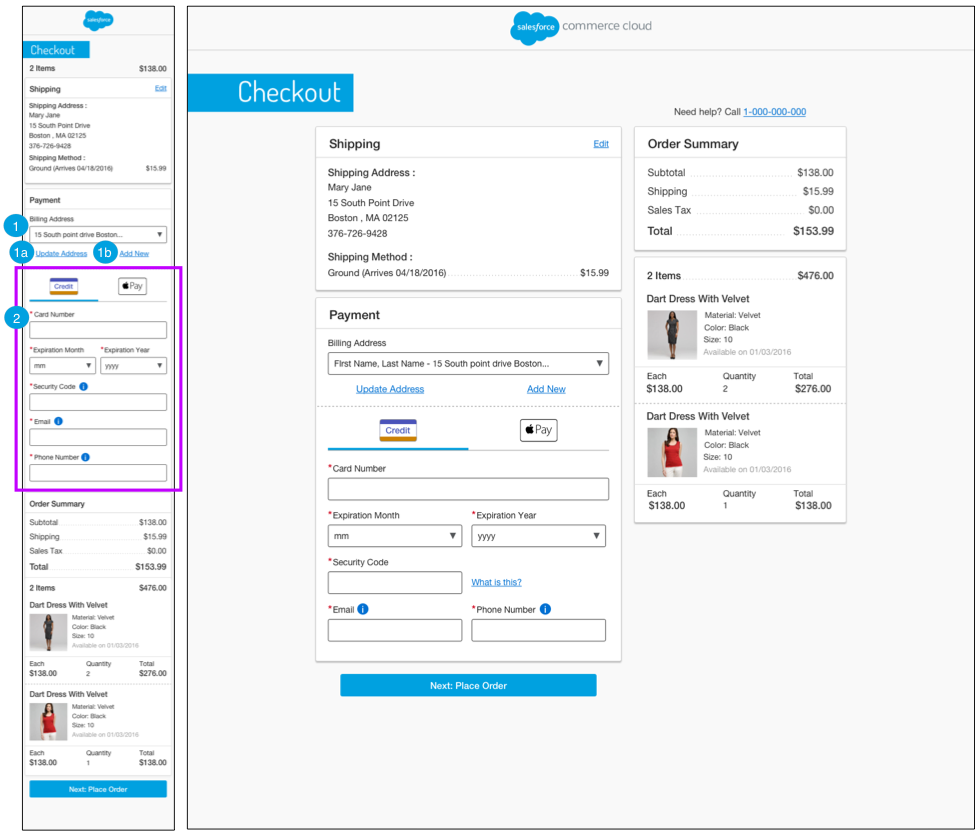 salesforce
Checkout
2 Items $138.00
Shipping Edit
Shipping Address :
Mary Jane
15 South Point Drive
Boston , MA 02125
376-726-9428
Shipping Method :
Ground (Arrives 04/18/2016) $15.99
Payment
1 Billing Address
15 South point drive Boston...
1a Update Address 1b Add New
Credit Pay
2 * Card Number
*Expiration Month *Expiration Year
mm yyyy
*Security Code i
* Email i
* Phone Number i
Order Summary
Subtotal $138.00
Shipping $15.99
Sales Tax $0.00
Total $153.99
2 Items $476.00
Dart Dress With Velvet
Material: Velvet
Color: Black
Size: 10
Available on 01/03/2016
Each Quantity Total
$138.00 2 $276.00
Dart Dress With Velvet
Material: Velvet
Color: Black
Size: 10
Available on 01/03/2016
Each Quantity Total
$138.00 1 $138.00
Next: Place Order
salesforce commerce cloud
Checkout
Need help? Call 1-000-000-000
Shipping Edit
Shipping Address :
Mary Jane
15 South Point Drive
Boston , MA 02125
376-726-9428
Shipping Method :
Ground (Arrives 04/18/2016) $15.99
Payment
Billing Address
First Name, Last Name - 15 South point drive Boston...
Update Address Add New
Credit Pay
*Card Number
*Expiration Month *Expiration Year
mm yyyy
*Security Code
What is this?
*Email i *Phone Number i
Next: Place Order
Order Summary
Subtotal $138.00
Shipping $15.99
Sales Tax $0.00
Total $153.99
2 Items $476.00
Dart Dress With Velvet
Material: Velvet
Color: Black
Size: 10
Available on 01/03/2016
Each Quantity Total
$138.00 2 $276.00
Dart Dress With Velvet
Material: Velvet
Color: Black
Size: 10
Available on 01/03/2016
Each Quantity Total
$138.00 1 $138.00